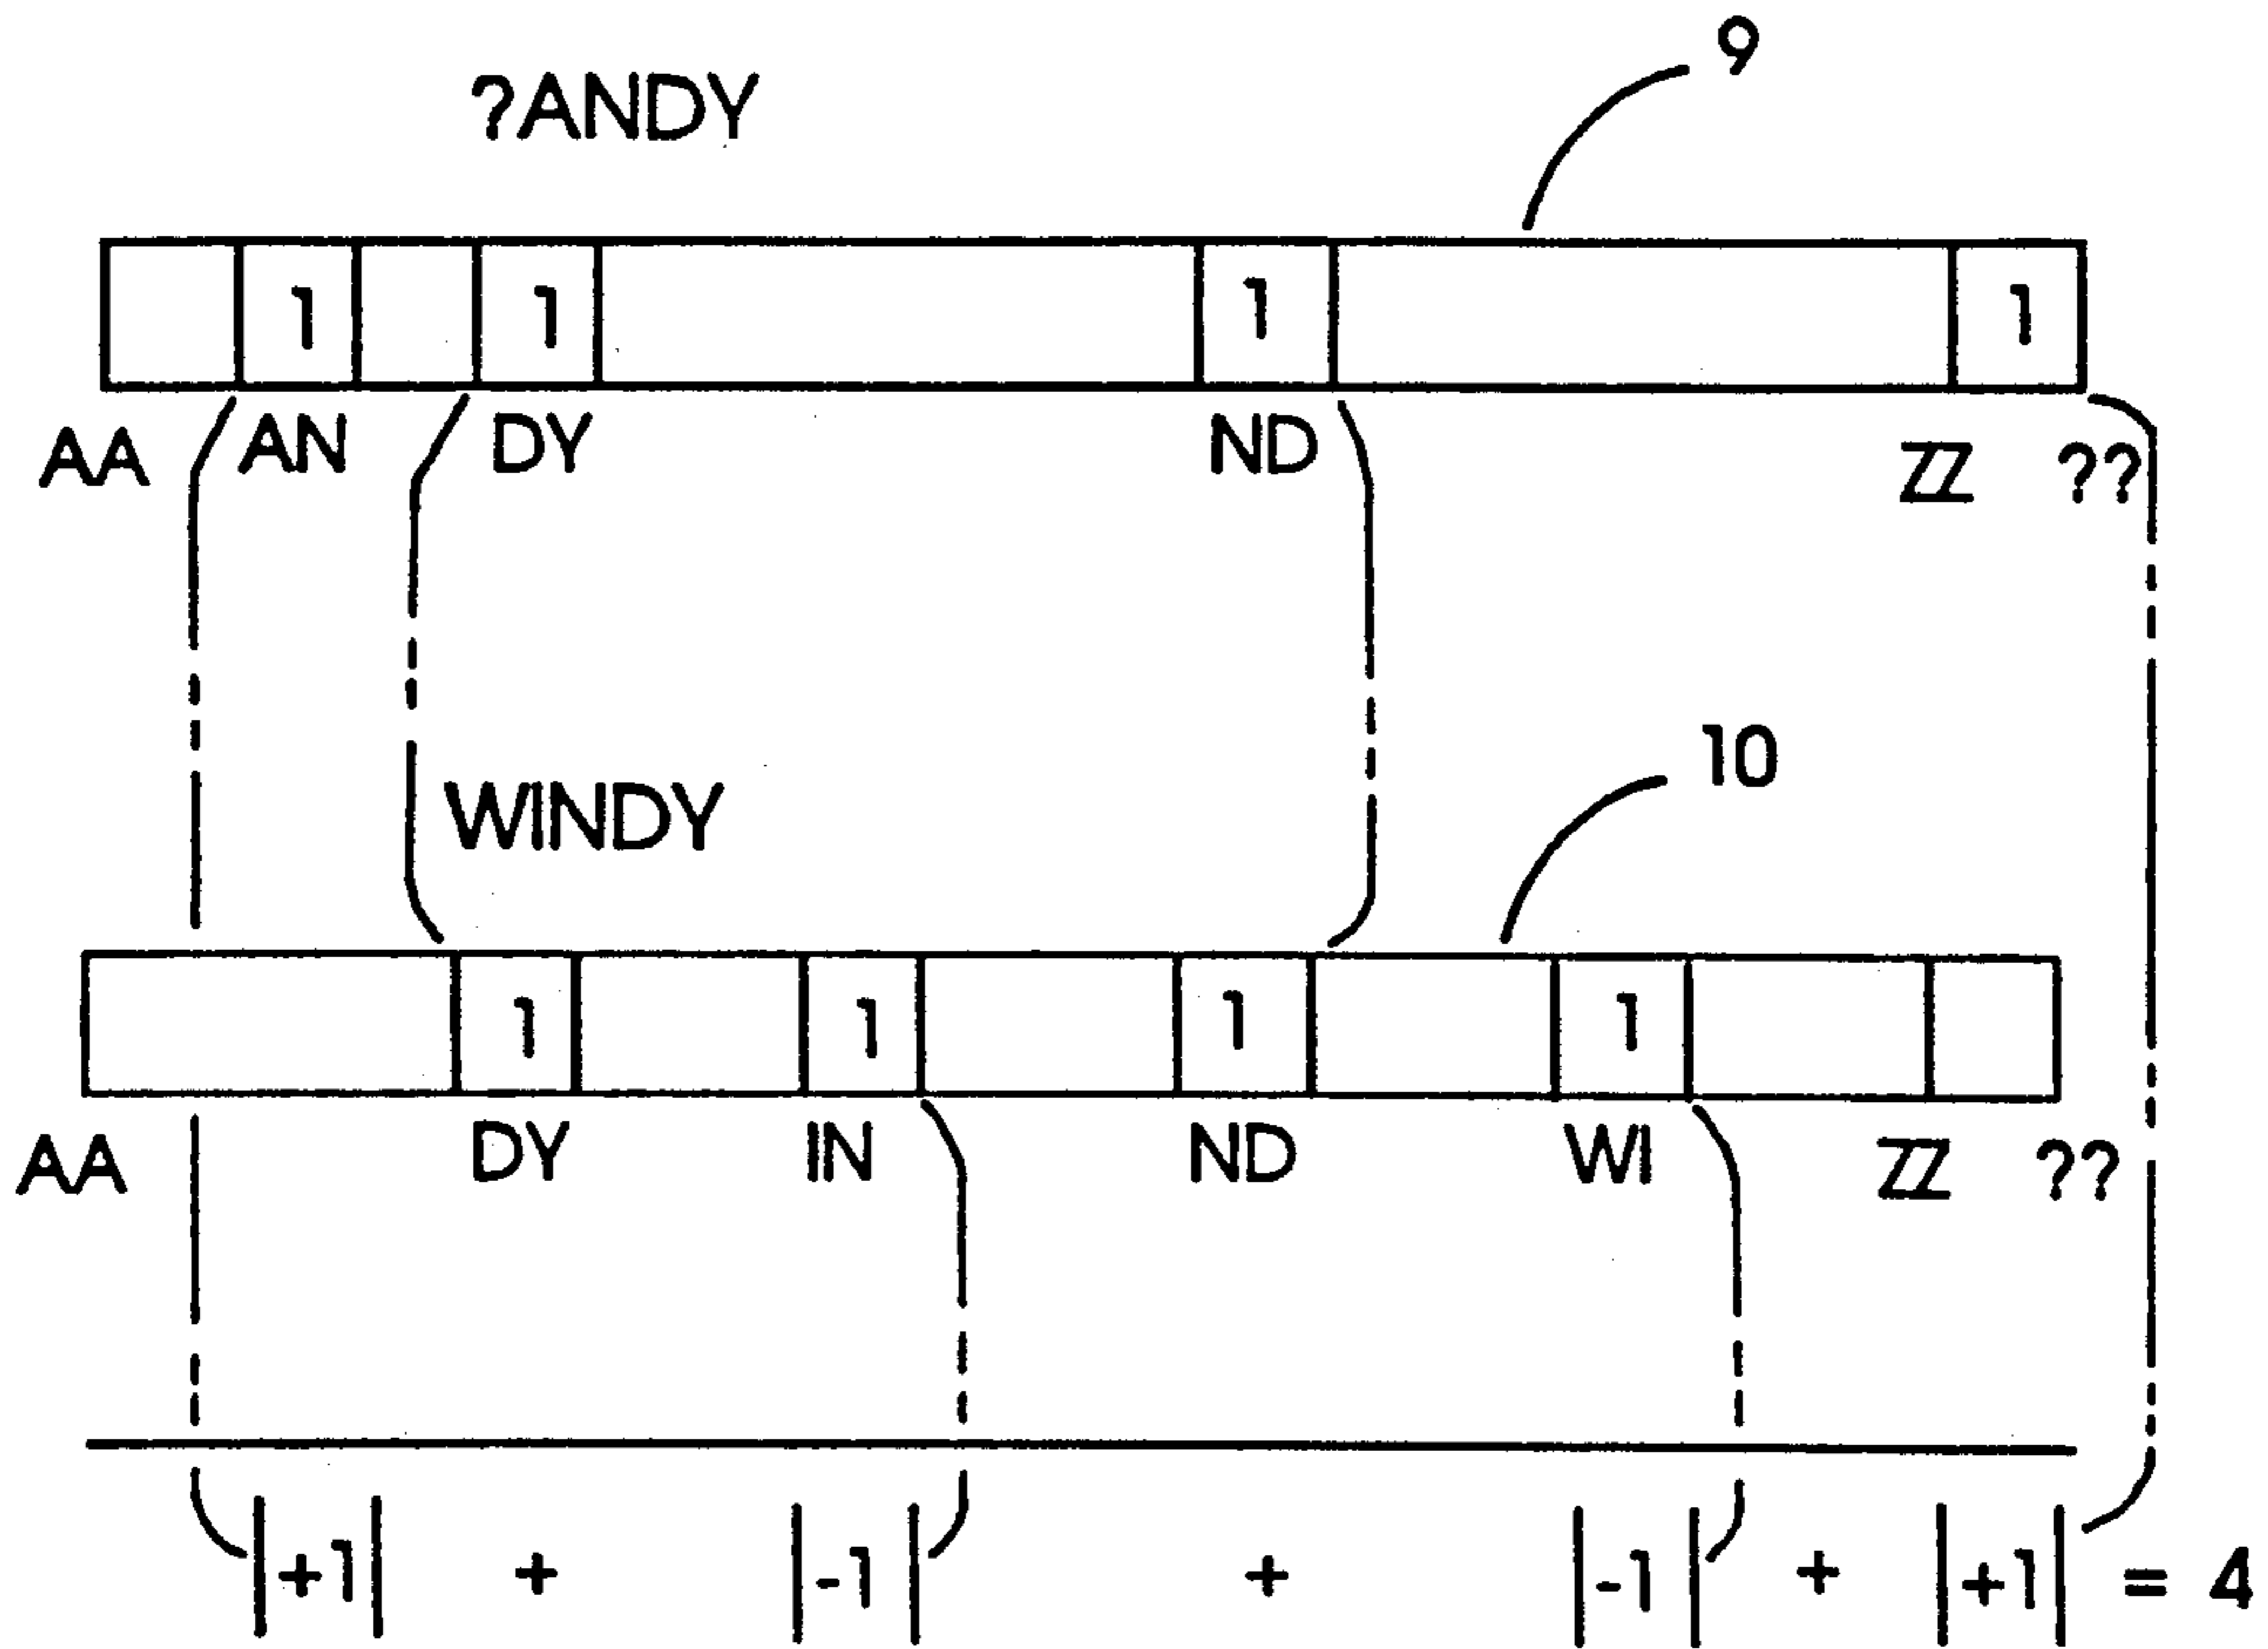 9
?ANDY
1 1 1 1
AA AN DY ND ZZ ??
10
WINDY
1 1 1 1
AA DY IN ND WI ZZ ??
|+1| + |-1| + |-1| + |+1| = 4